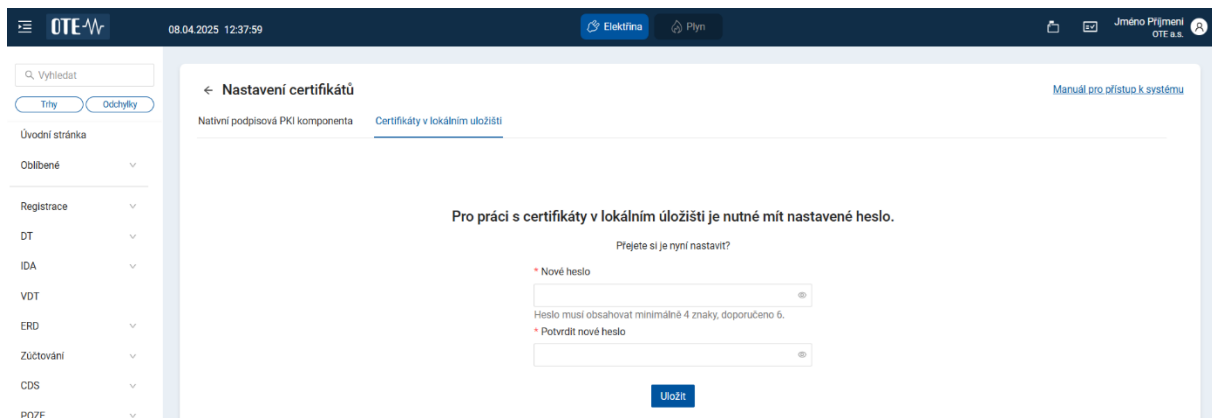 OTE
08.04.2025 12:37:59
Elektřina
Plyn
Jméno Příjmení
OTE a.s.
Vyhledat
Trhy
Odchylky
Úvodní stránka
Oblíbené
Registrace
DT
IDA
VDT
ERD
Zúčtování
CDS
POZE
Nastavení certifikátů
Manuál pro přístup k systému
Nativní podpisová PKI komponenta
Certifikáty v lokálním uložišti
Pro práci s certifikáty v lokálním úložišti je nutné mít nastavené heslo.
Přejete si je nyní nastavit?
* Nové heslo
Heslo musí obsahovat minimálně 4 znaky, doporučeno 6.
* Potvrdit nové heslo
Uložit